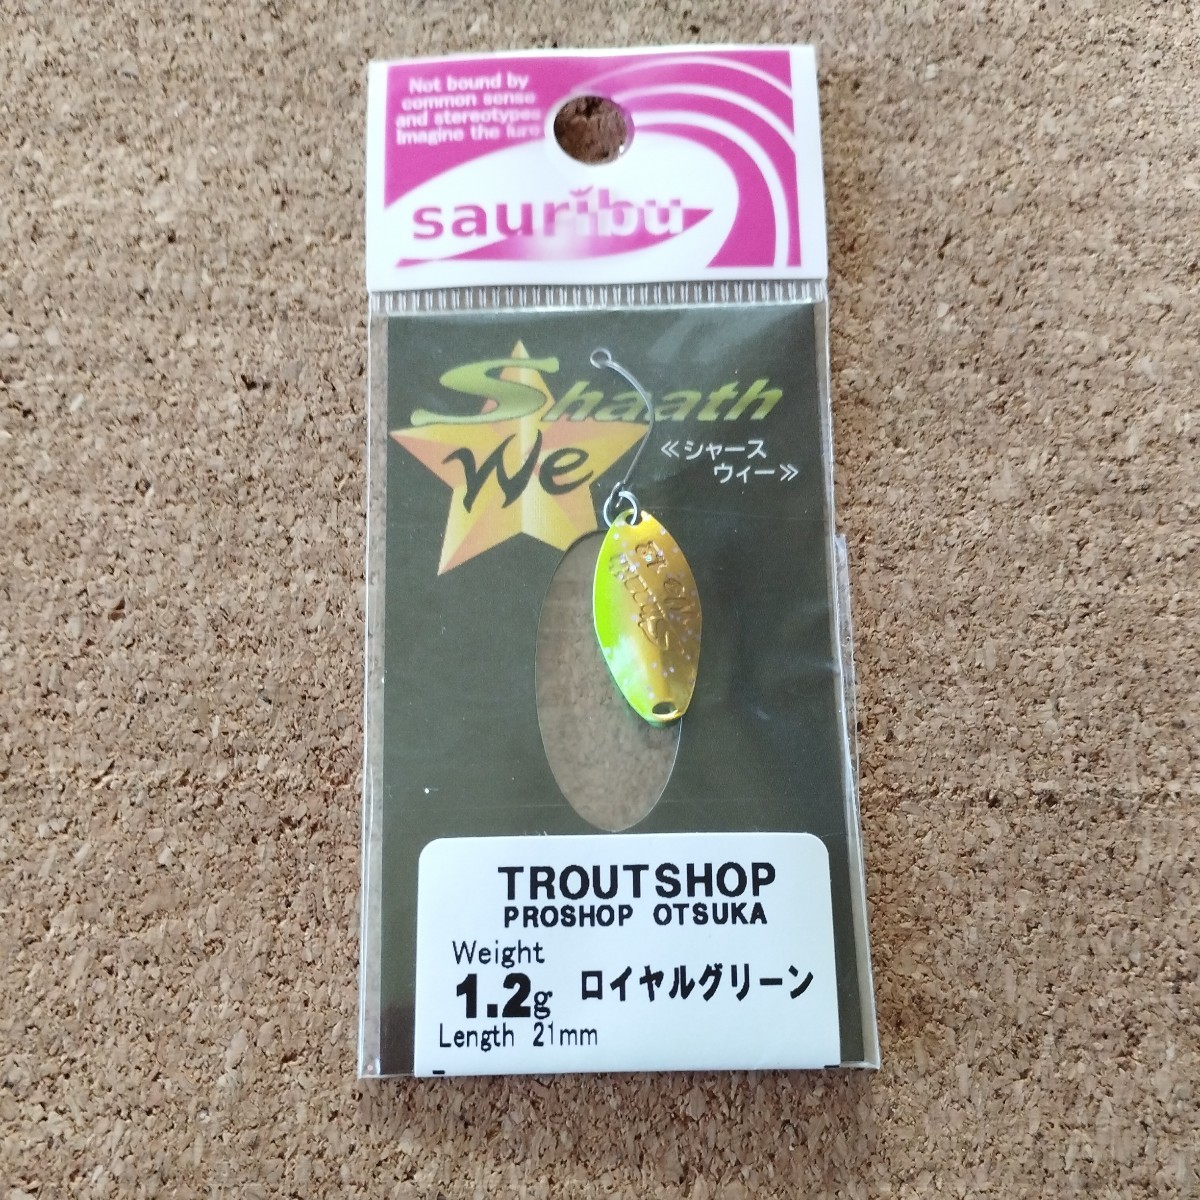 Not bound by
common sense
and stereotypes
Imagine the lure
sauribu
Shaath
We
≪シャース
ウィー≫
TROUTSHOP
PROSHOP OTSUKA
Weight
1.2g
ロイヤルグリーン
Length 21mm